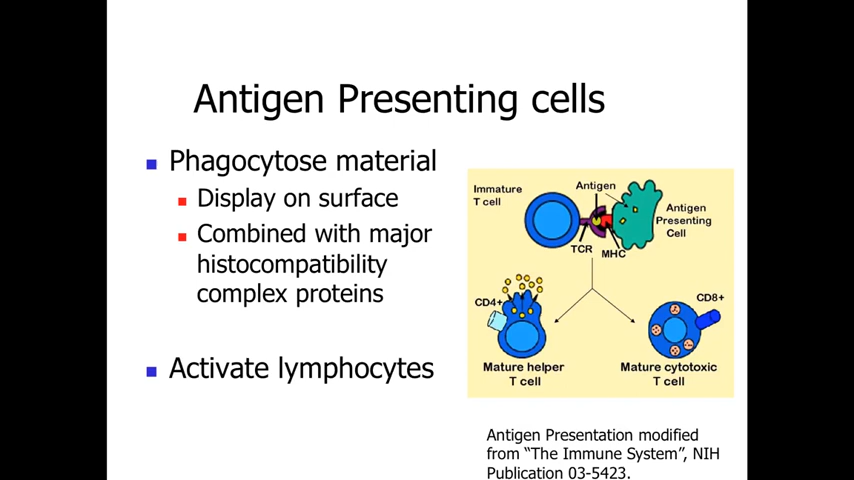 Antigen Presenting cells
Phagocytose material
Display on surface
Combined with major
histocompatibility
complex proteins
Activate lymphocytes
Immature
T cell
Antigen
Antigen
Presenting
Cell
TCR
MHC
CD4+
CD8+
Mature helper
T cell
Mature cytotoxic
T cell
Antigen Presentation modified
from “The Immune System”, NIH
Publication 03-5423.